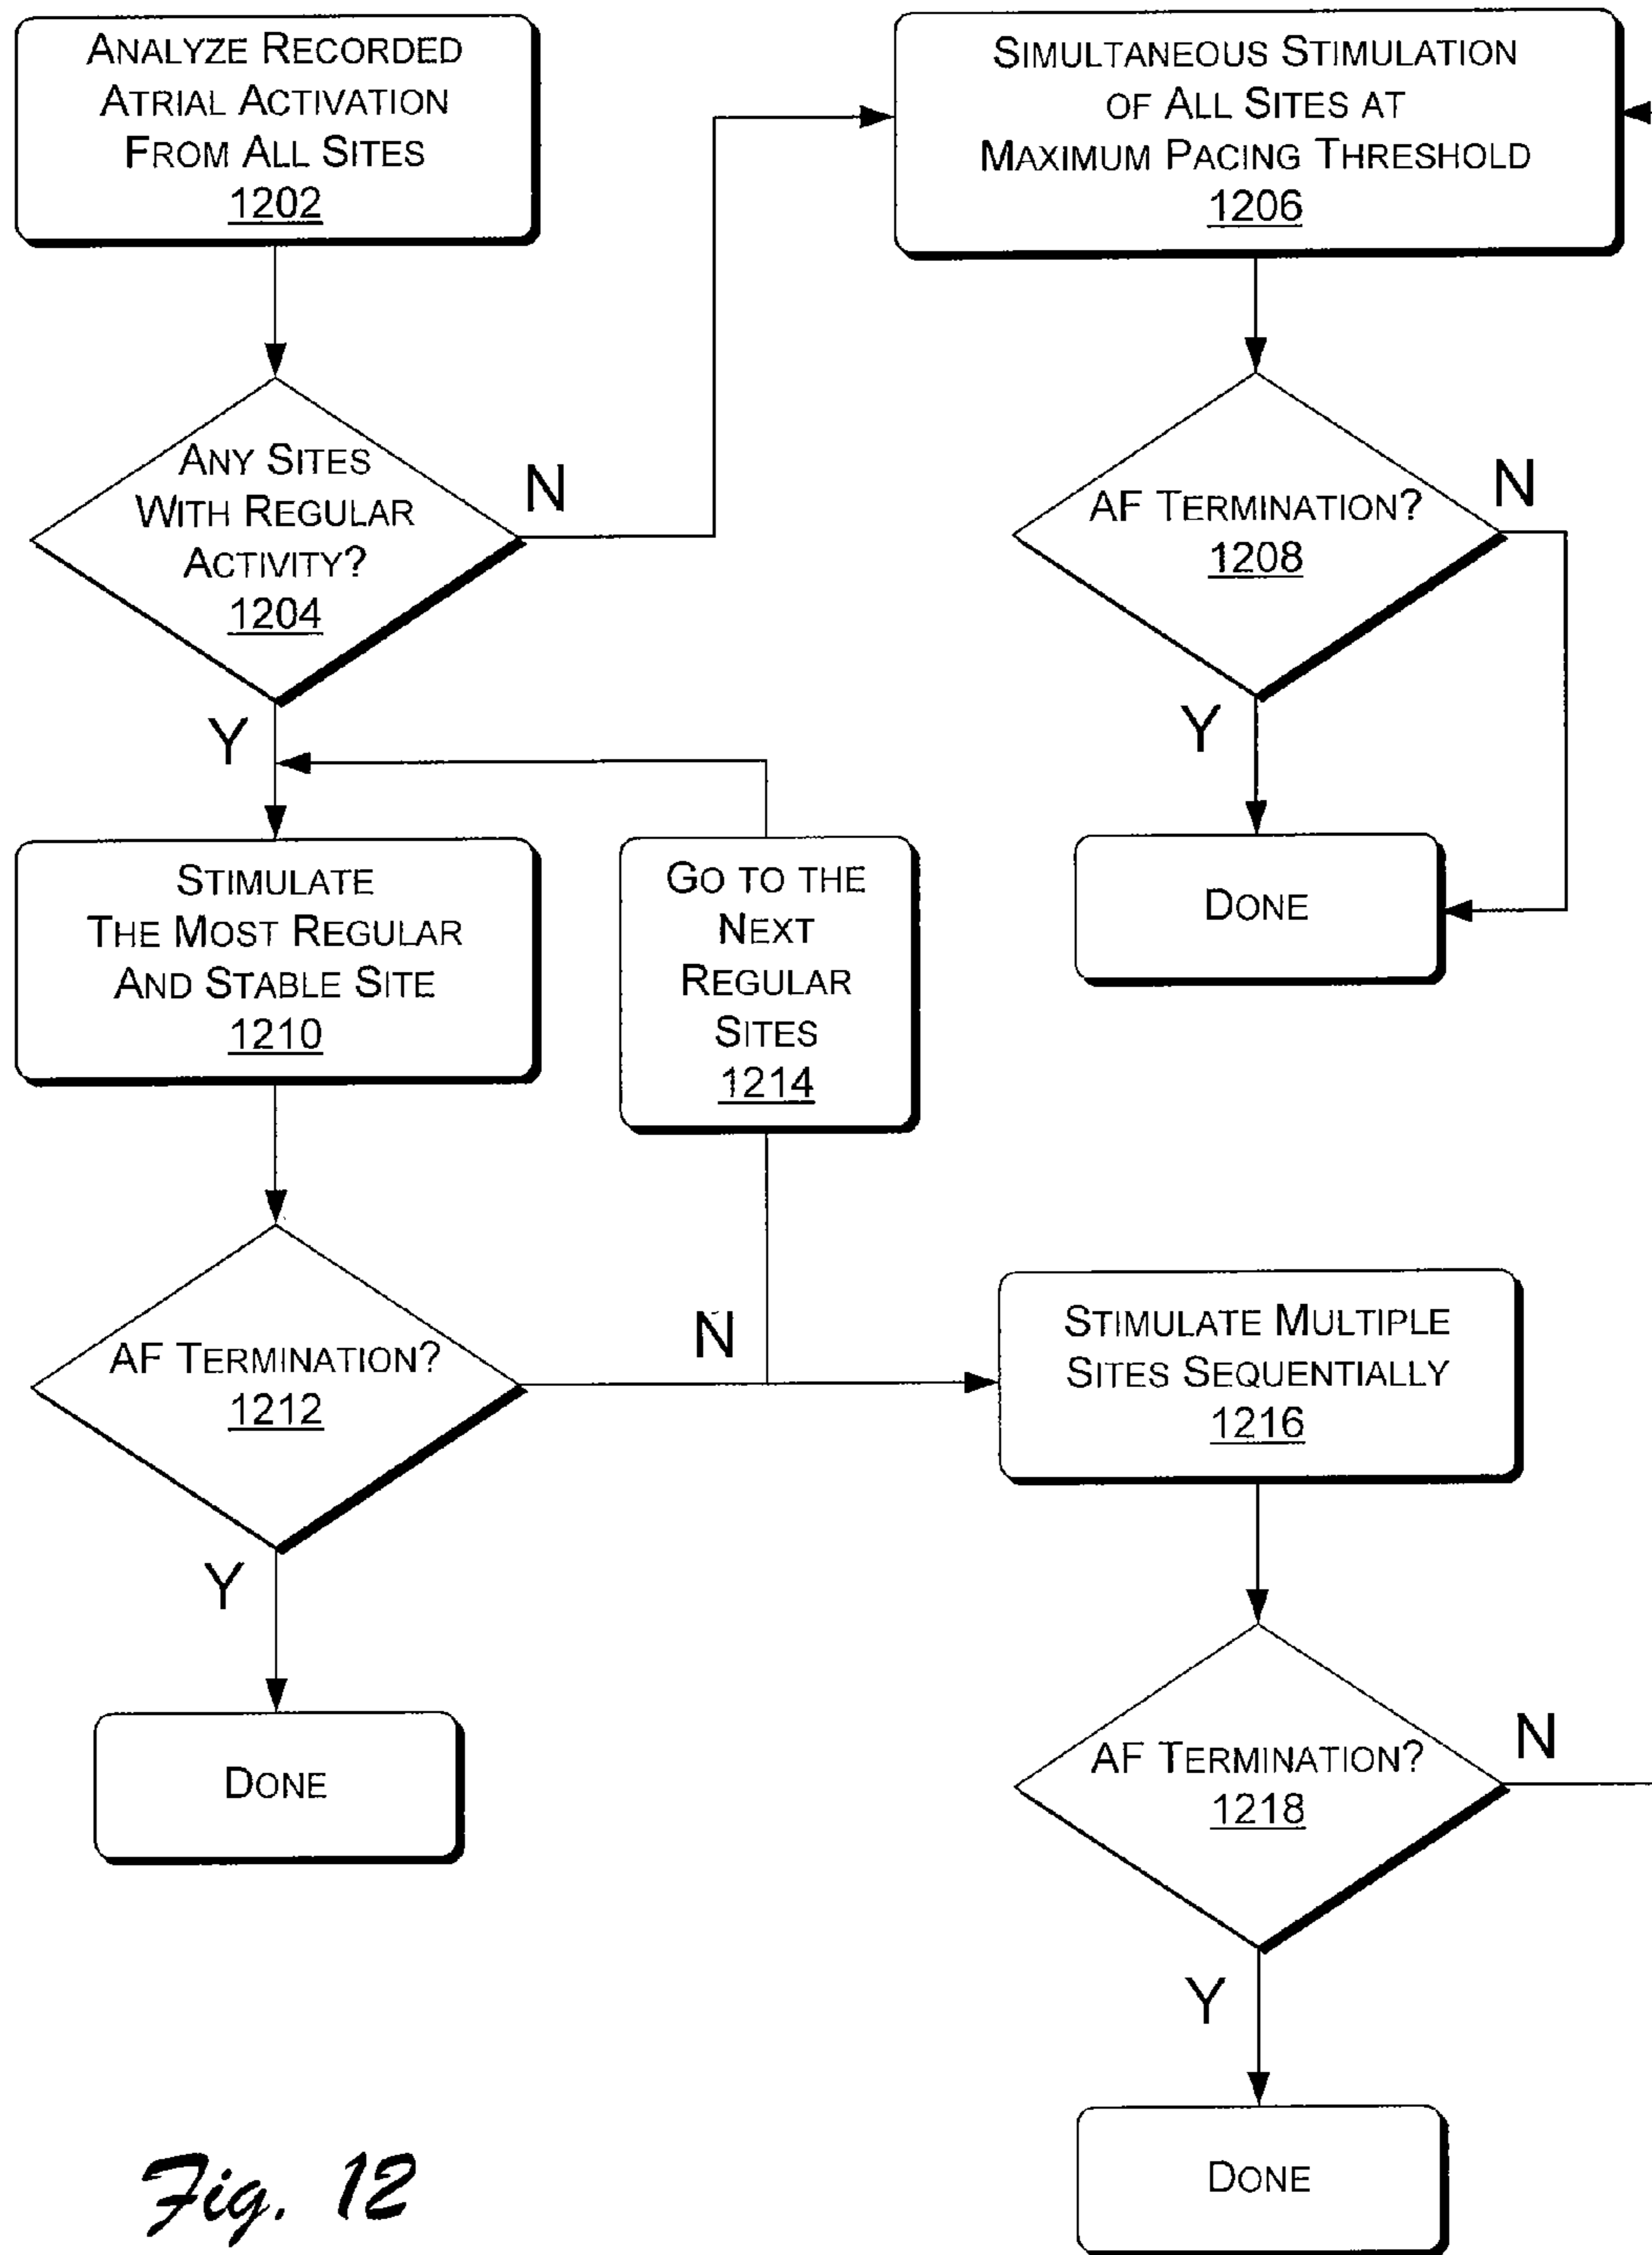 ANALYZE RECORDED
ATRIAL ACTIVATION
FROM ALL SITES
1202
ANY SITES
WITH REGULAR
ACTIVITY?
1204
N
Y
SIMULTANEOUS STIMULATION
OF ALL SITES AT
MAXIMUM PACING THRESHOLD
1206
AF TERMINATION?
1208
N
Y
DONE
STIMULATE
THE MOST REGULAR
AND STABLE SITE
1210
GO TO THE
NEXT
REGULAR
SITES
1214
AF TERMINATION?
1212
N
Y
DONE
STIMULATE MULTIPLE
SITES SEQUENTIALLY
1216
AF TERMINATION?
1218
N
Y
DONE
Fig. 12